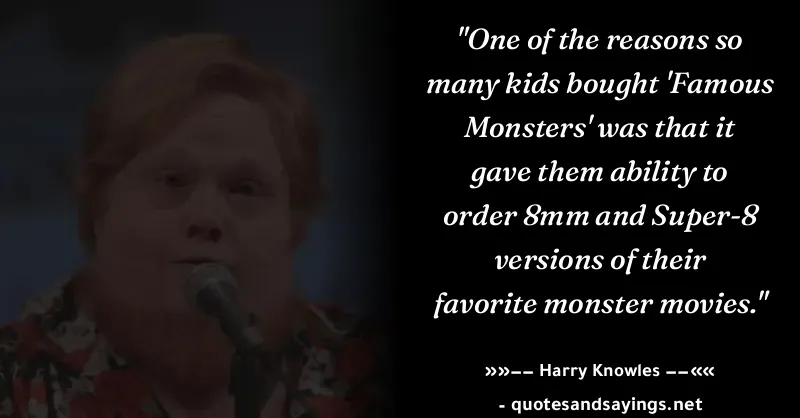 "One of the reasons so
many kids bought 'Famous
Monsters' was that it
gave them ability to
order 8mm and Super-8
versions of their
favorite monster movies."
»»–– Harry Knowles ––««
- quotesandsayings.net